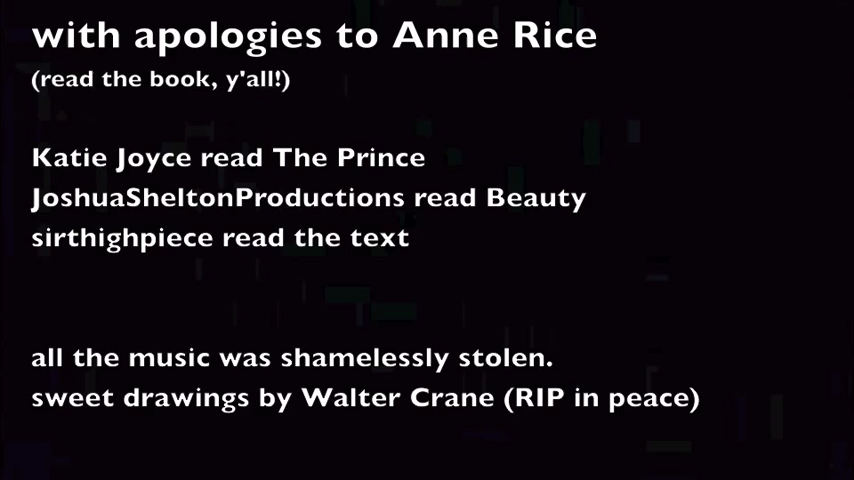 with apologies to Anne Rice
(read the book, y'all!)
Katie Joyce read The Prince
JoshuaSheltonProductions read Beauty
sirthighpiece read the text
all the music was shamelessly stolen.
sweet drawings by Walter Crane (RIP in peace)